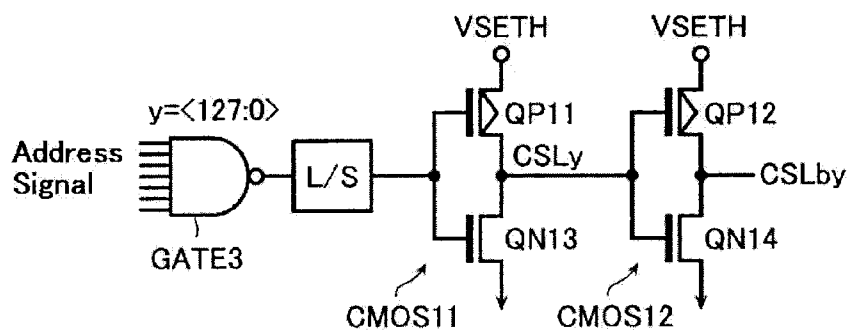 VSETH
VSETH
y=<127:0>
QP11
QP12
Address
Signal
L/S
CSLy
CSLby
QN13
QN14
GATE3
CMOS11
CMOS12